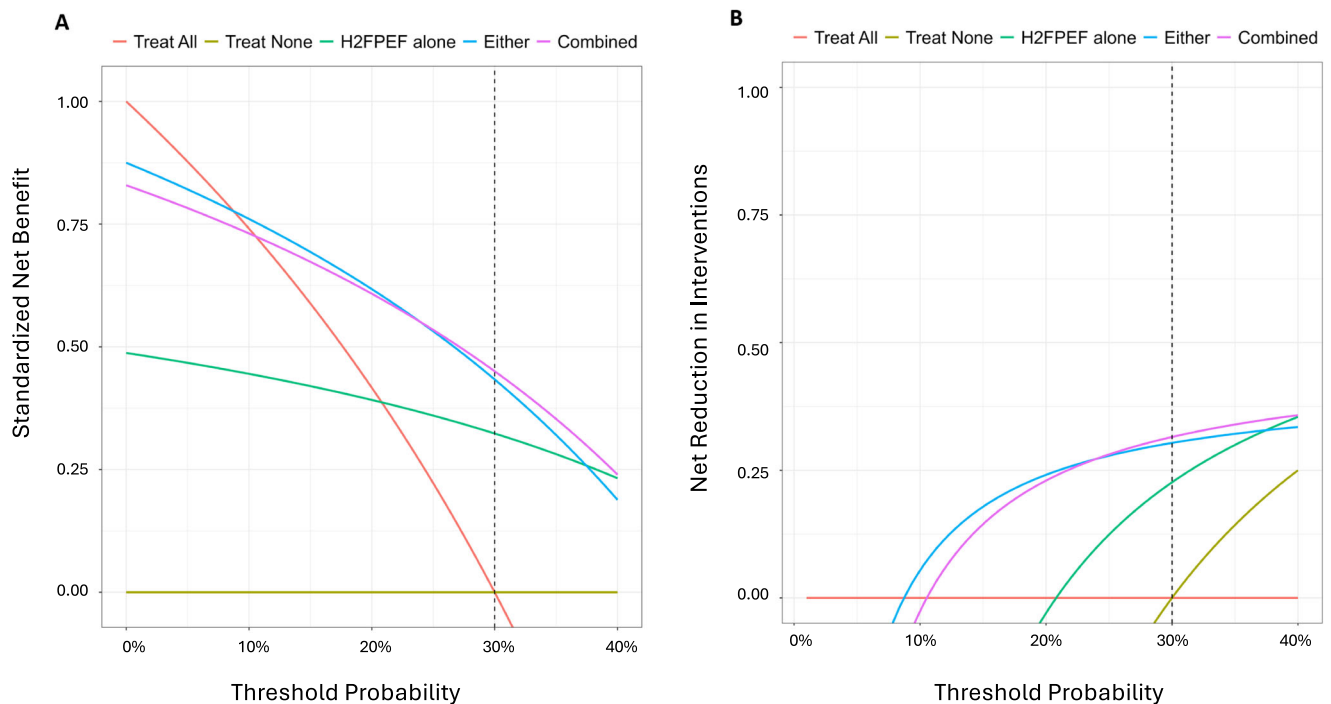 A
Treat All Treat None H2FPEF alone Either Combined
Standardized Net Benefit
1.00
0.75
0.50
0.25
0.00
0% 10% 20% 30% 40%
Threshold Probability
B
Treat All Treat None H2FPEF alone Either Combined
Net Reduction in Interventions
1.00
0.75
0.50
0.25
0.00
0% 10% 20% 30% 40%
Threshold Probability